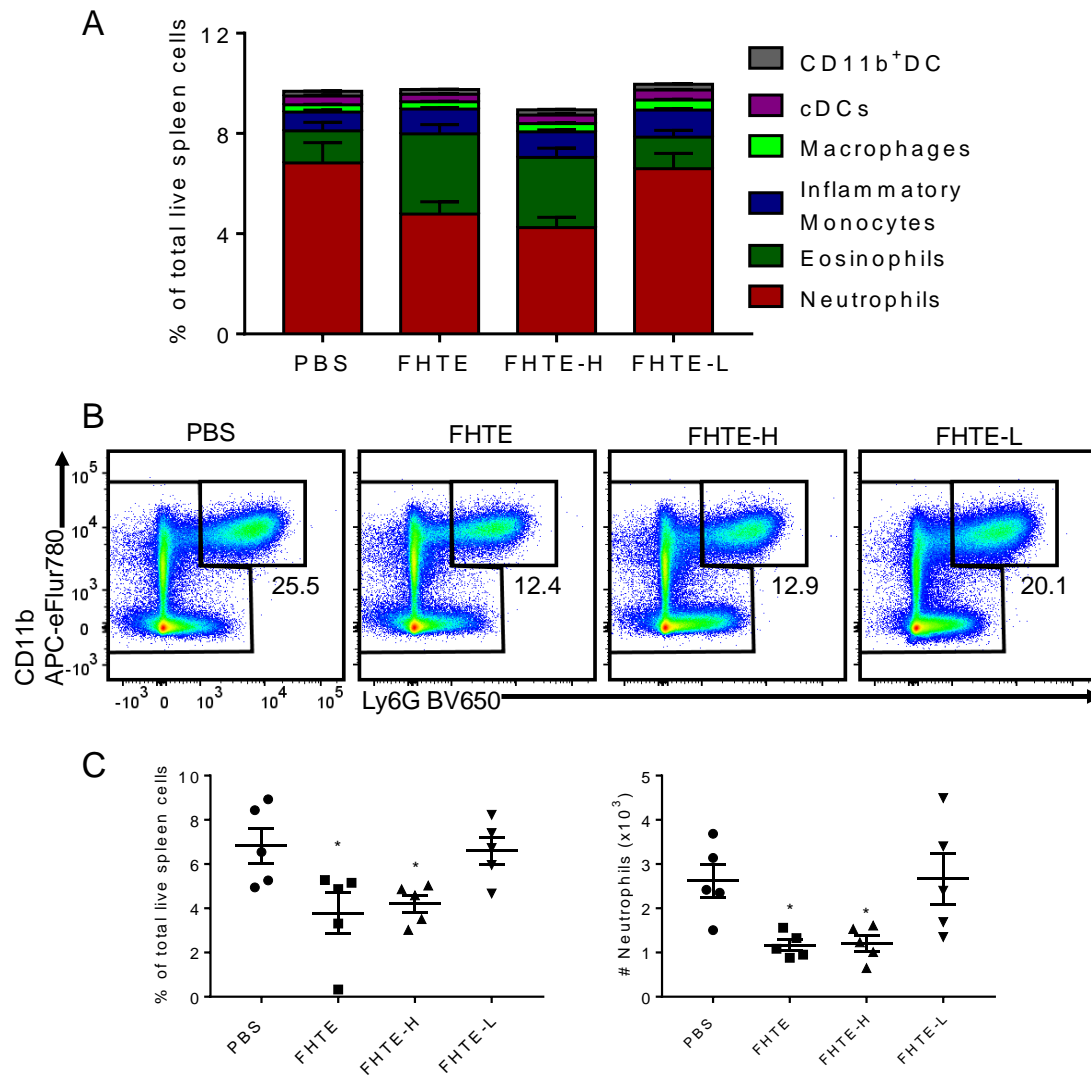 A
% of total live spleen cells
12
8
4
0
PBS
FHTE
FHTE-H
FHTE-L
CD11b+DC
cDCs
Macrophages
Inflammatory
Monocytes
Eosinophils
Neutrophils
B
PBS
FHTE
FHTE-H
FHTE-L
CD11b
APC-eFlur780
10⁵
10⁴
10³
0
-10³
25.5
12.4
12.9
20.1
-10³ 0 10³ 10⁴ 10⁵
Ly6G BV650
C
% of total live spleen cells
10
8
6
4
2
0
*
*
PBS
FHTE
FHTE-H
FHTE-L
# Neutrophils (x10³)
5
4
3
2
1
0
*
*
PBS
FHTE
FHTE-H
FHTE-L